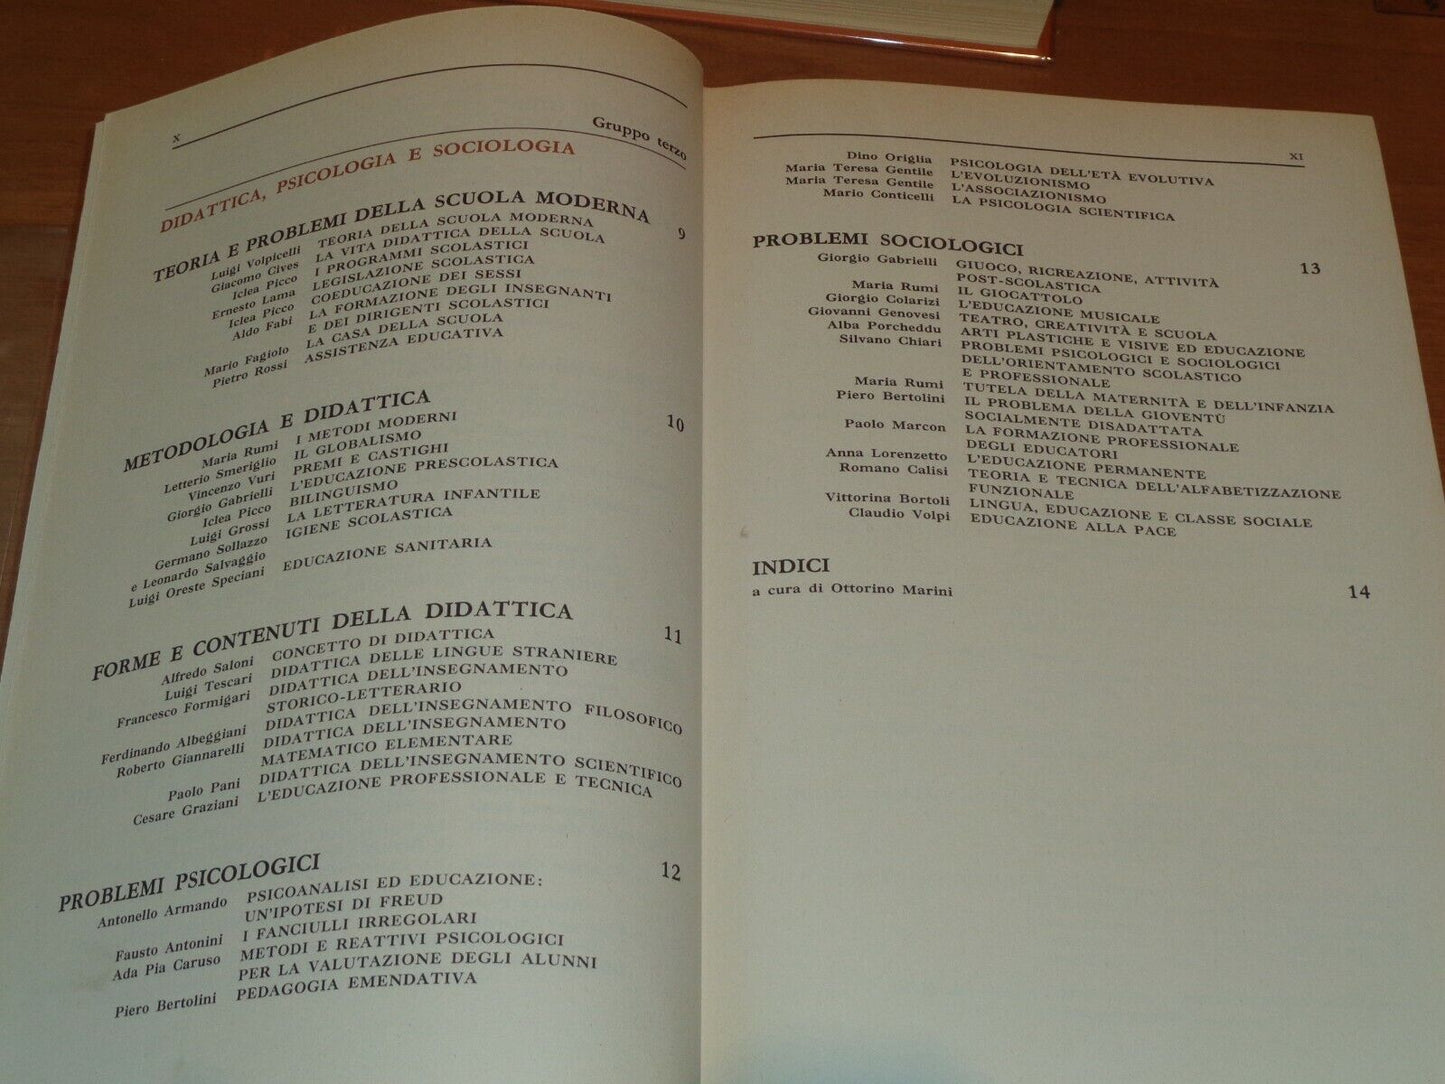 X
Gruppo terzo
DIDATTICA, PSICOLOGIA E SOCIOLOGIA
TEORIA E PROBLEMI DELLA SCUOLA MODERNA 9
Luigi Volpicelli TEORIA DELLA SCUOLA MODERNA
Giacomo Cives LA VITA DIDATTICA DELLA SCUOLA
Iclea Picco I PROGRAMMI SCOLASTICI
Ernesto Lama LEGISLAZIONE SCOLASTICA
Iclea Picco COEDUCAZIONE DEI SESSI
Aldo Fabi LA FORMAZIONE DEGLI INSEGNANTI
E DEI DIRIGENTI SCOLASTICI
Mario Fagiolo LA CASA DELLA SCUOLA
Pietro Rossi ASSISTENZA EDUCATIVA
METODOLOGIA E DIDATTICA 10
Maria Rumi I METODI MODERNI
Letterio Smeriglio IL GLOBALISMO
Vincenzo Vuri PREMI E CASTIGHI
Giorgio Gabrielli L'EDUCAZIONE PRESCOLASTICA
Iclea Picco BILINGUISMO
Luigi Grossi LA LETTERATURA INFANTILE
Germano Sollazzo IGIENE SCOLASTICA
e Leonardo Salvaggio
Luigi Oreste Speciani EDUCAZIONE SANITARIA
FORME E CONTENUTI DELLA DIDATTICA 11
Alfredo Saloni CONCETTO DI DIDATTICA
Luigi Tescari DIDATTICA DELLE LINGUE STRANIERE
Francesco Formigari DIDATTICA DELL'INSEGNAMENTO
STORICO-LETTERARIO
Ferdinando Albeggiani DIDATTICA DELL'INSEGNAMENTO FILOSOFICO
Roberto Giannarelli DIDATTICA DELL'INSEGNAMENTO
MATEMATICO ELEMENTARE
Paolo Pani DIDATTICA DELL'INSEGNAMENTO SCIENTIFICO
Cesare Graziani L'EDUCAZIONE PROFESSIONALE E TECNICA
PROBLEMI PSICOLOGICI 12
Antonello Armando PSICOANALISI ED EDUCAZIONE:
UN'IPOTESI DI FREUD
Fausto Antonini I FANCIULLI IRREGOLARI
Ada Pia Caruso METODI E REATTIVI PSICOLOGICI
PER LA VALUTAZIONE DEGLI ALUNNI
Piero Bertolini PEDAGOGIA EMENDATIVA
XI
Dino Origlia PSICOLOGIA DELL'ETÀ EVOLUTIVA
Maria Teresa Gentile L'EVOLUZIONISMO
Maria Teresa Gentile L'ASSOCIAZIONISMO
Mario Conticelli LA PSICOLOGIA SCIENTIFICA
PROBLEMI SOCIOLOGICI 13
Giorgio Gabrielli GIUOCO, RICREAZIONE, ATTIVITÀ
POST-SCOLASTICA
Maria Rumi IL GIOCATTOLO
Giorgio Colarizi L'EDUCAZIONE MUSICALE
Giovanni Genovesi TEATRO, CREATIVITÀ E SCUOLA
Alba Porcheddu ARTI PLASTICHE E VISIVE ED EDUCAZIONE
Silvano Chiari PROBLEMI PSICOLOGICI E SOCIOLOGICI
DELL'ORIENTAMENTO SCOLASTICO
E PROFESSIONALE
Maria Rumi TUTELA DELLA MATERNITÀ E DELL'INFANZIA
Piero Bertolini IL PROBLEMA DELLA GIOVENTÙ
SOCIALMENTE DISADATTATA
Paolo Marcon LA FORMAZIONE PROFESSIONALE
DEGLI EDUCATORI
Anna Lorenzetto L'EDUCAZIONE PERMANENTE
Romano Calisi TEORIA E TECNICA DELL'ALFABETIZZAZIONE
FUNZIONALE
Vittorina Bortoli LINGUA, EDUCAZIONE E CLASSE SOCIALE
Claudio Volpi EDUCAZIONE ALLA PACE
INDICI
a cura di Ottorino Marini 14